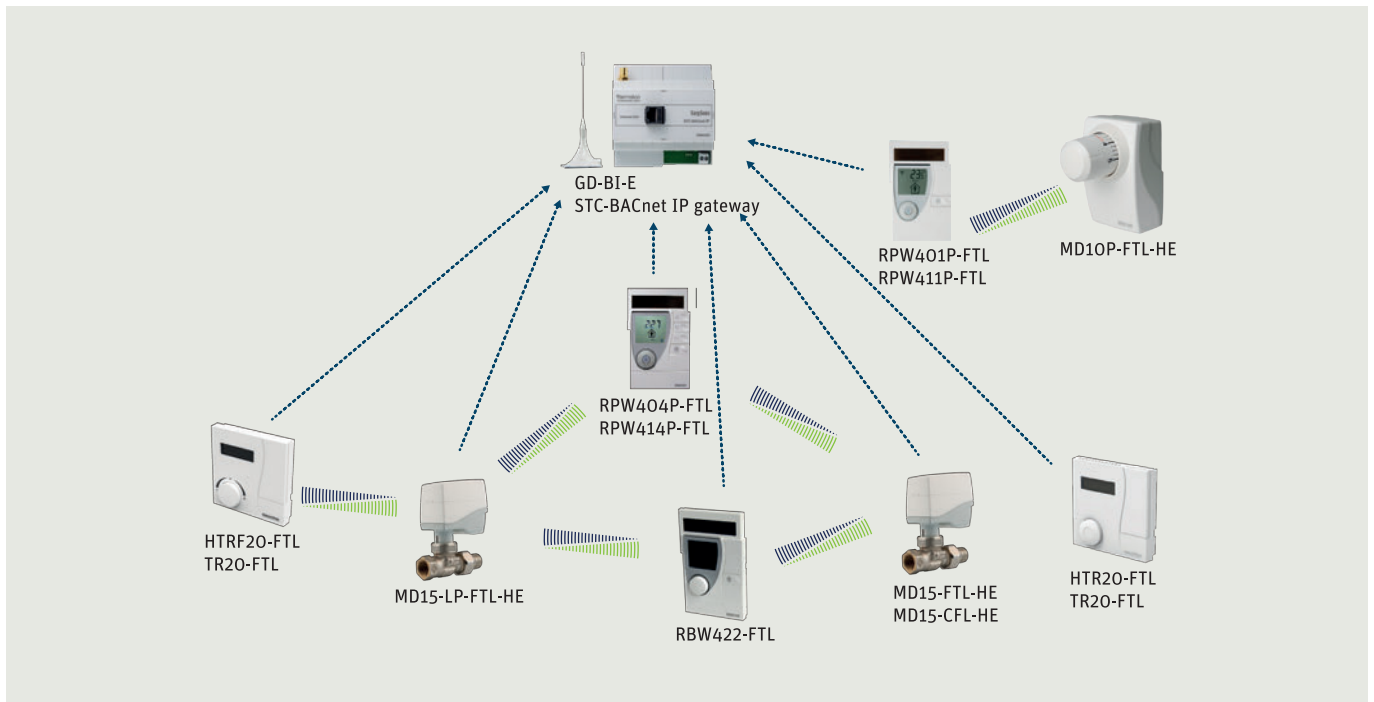 GD-BI-E
STC-BACnet IP gateway
RPW401P-FTL
RPW411P-FTL
MD10P-FTL-HE
RPW404P-FTL
RPW414P-FTL
HTRF20-FTL
TR20-FTL
MD15-LP-FTL-HE
RBW422-FTL
MD15-FTL-HE
MD15-CFL-HE
HTR20-FTL
TR20-FTL